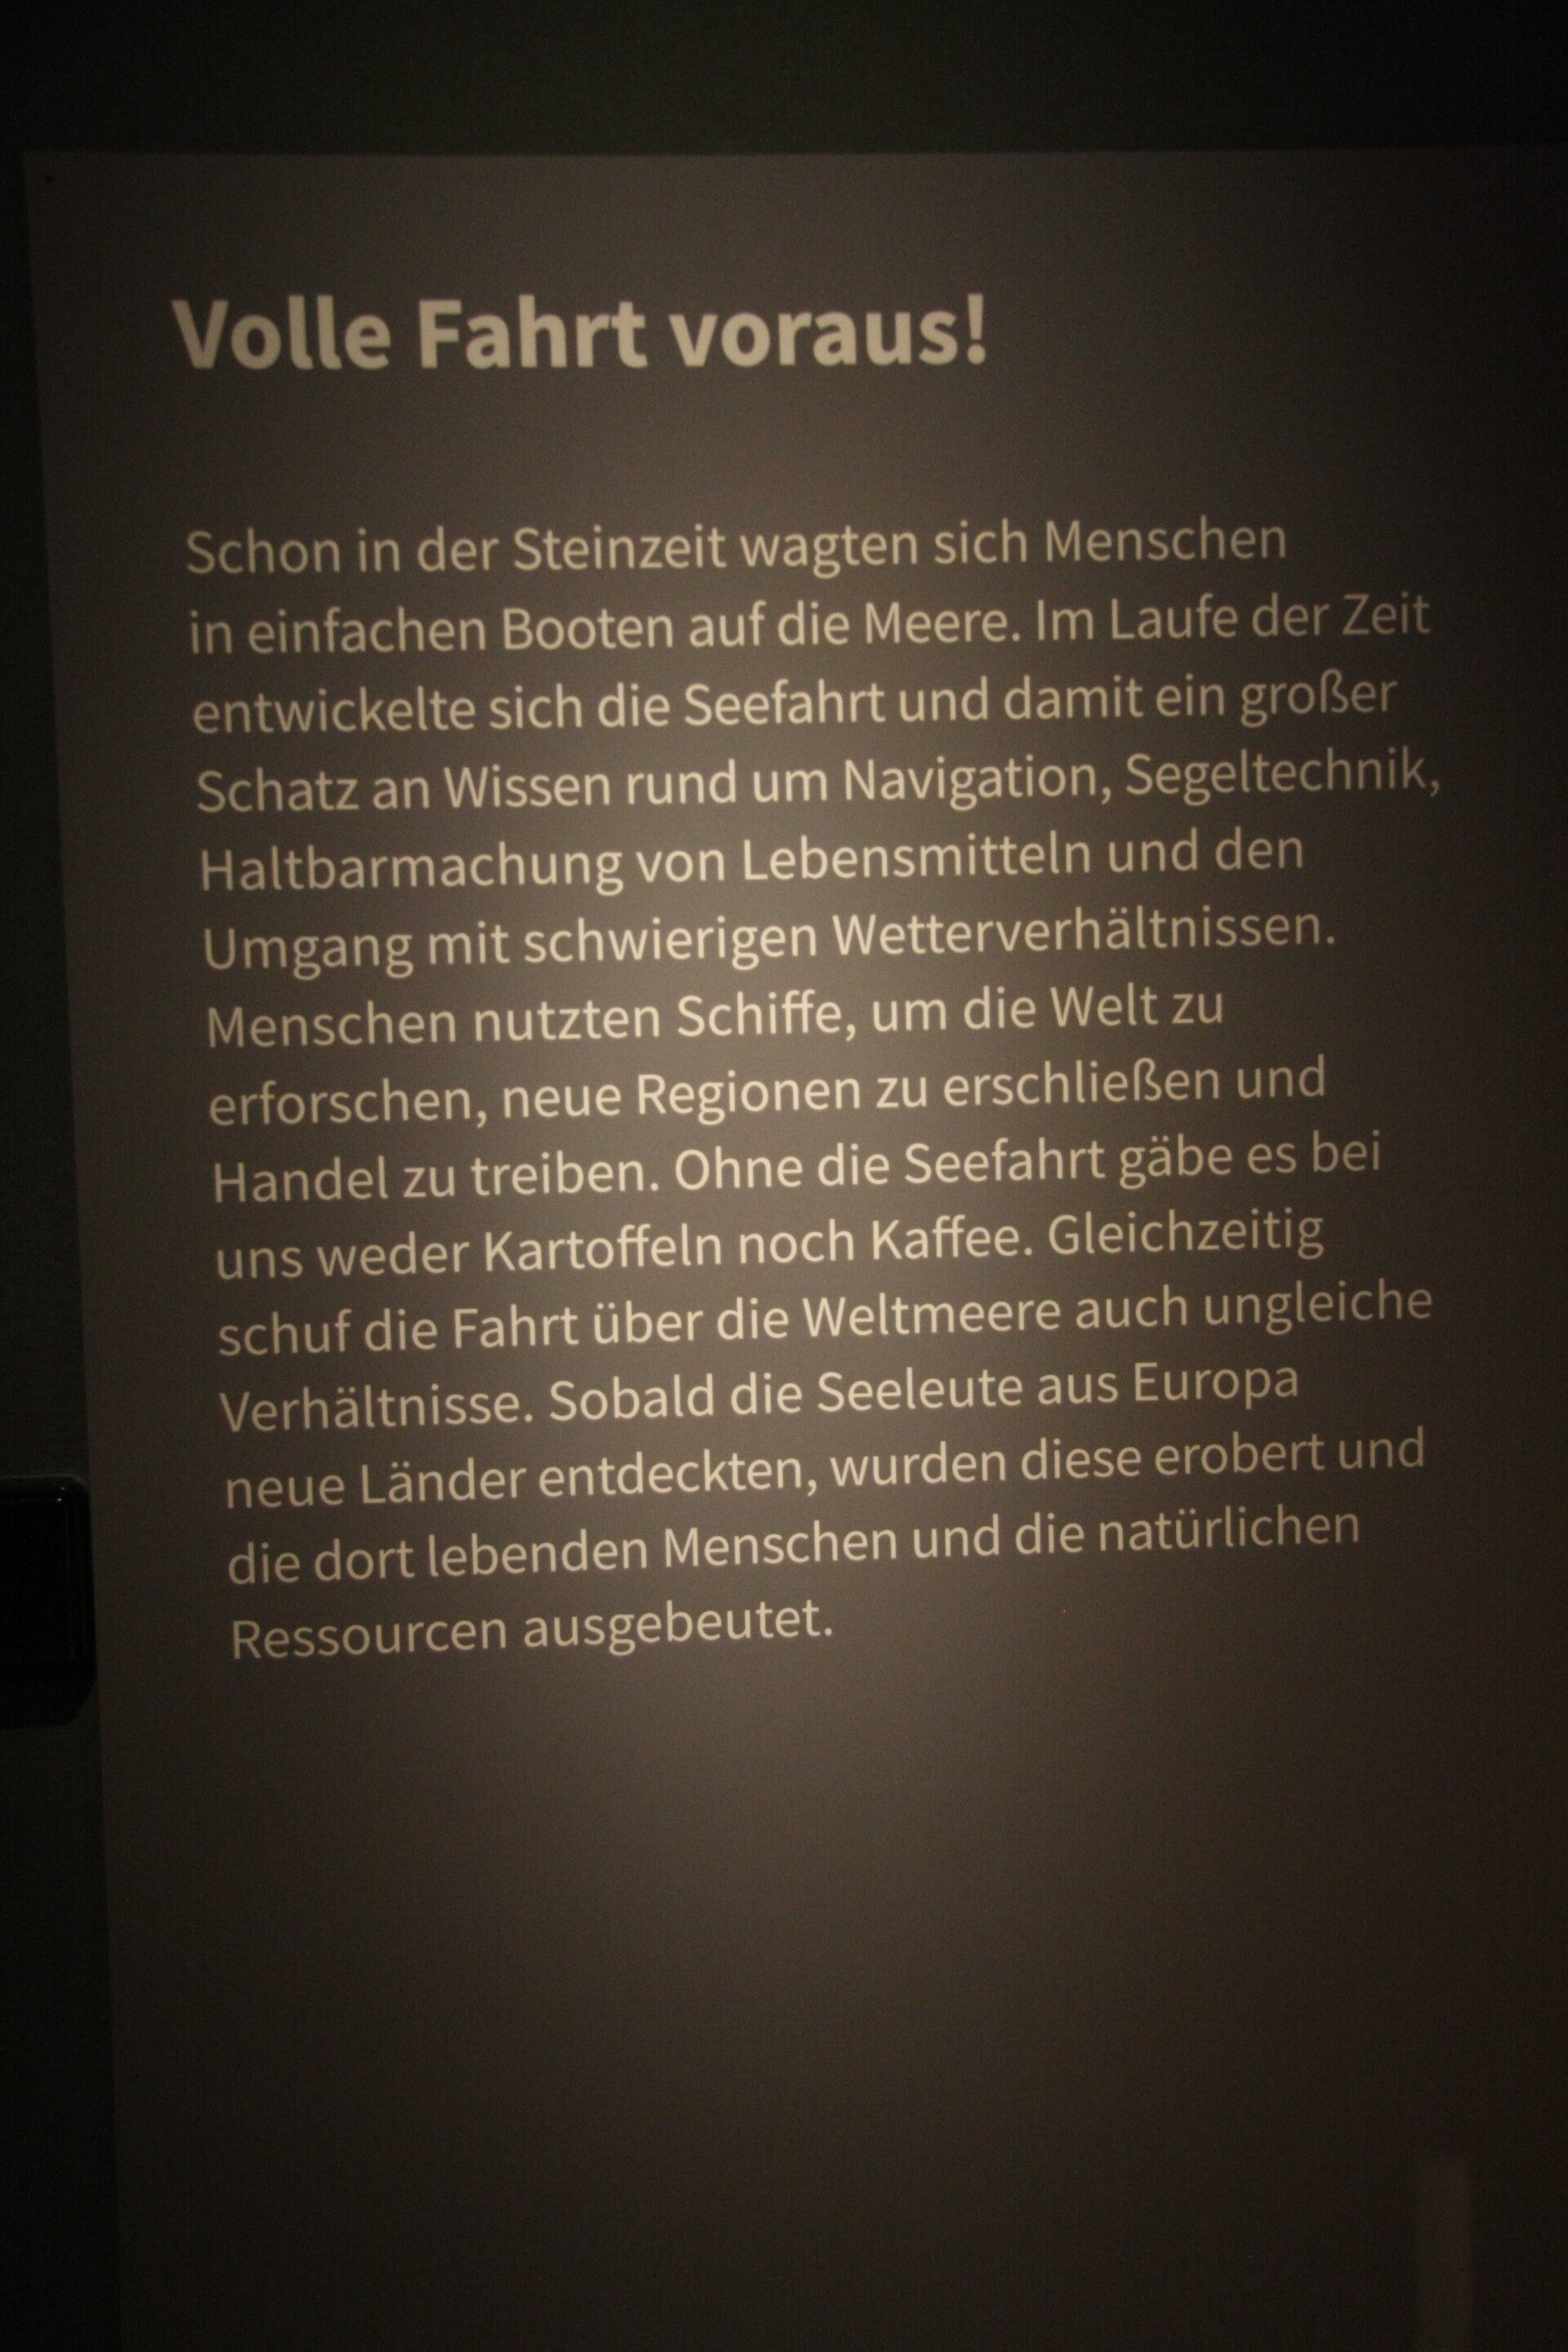 Volle Fahrt voraus!
Schon in der Steinzeit wagten sich Menschen
in einfachen Booten auf die Meere. Im Laufe der Zeit
entwickelte sich die Seefahrt und damit ein großer
Schatz an Wissen rund um Navigation, Segeltechnik,
Haltbarmachung von Lebensmitteln und den
Umgang mit schwierigen Wetterverhältnissen.
Menschen nutzten Schiffe, um die Welt zu
erforschen, neue Regionen zu erschließen und
Handel zu treiben. Ohne die Seefahrt gäbe es bei
uns weder Kartoffeln noch Kaffee. Gleichzeitig
schuf die Fahrt über die Weltmeere auch ungleiche
Verhältnisse. Sobald die Seeleute aus Europa
neue Länder entdeckten, wurden diese erobert und
die dort lebenden Menschen und die natürlichen
Ressourcen ausgebeutet.